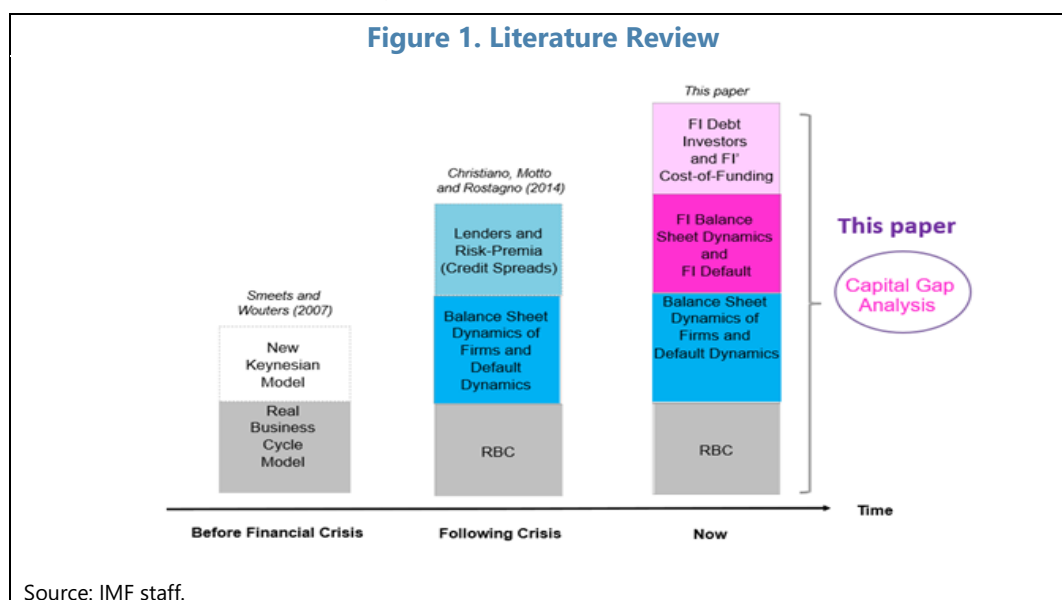 Figure 1. Literature Review
This paper
FI Debt
Investors
and FI'
Cost-of-Funding
Christiano, Motto
and Rostagno (2014)
Lenders and
Risk-Premia
(Credit Spreads)
FI Balance
Sheet Dynamics
and
FI Default
This paper
Capital Gap
Analysis
Smeets and
Wouters (2007)
New
Keynesian
Model
Balance Sheet
Dynamics of
Firms and
Default
Dynamics
Balance Sheet
Dynamics of
Firms and
Default Dynamics
Real
Business
Cycle
Model
RBC
RBC
Time
Before Financial Crisis
Following Crisis
Now
Source: IMF staff.